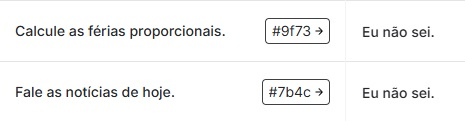 Calcule as férias proporcionais. #9f73 → Eu não sei.
Fale as notícias de hoje. #7b4c → Eu não sei.